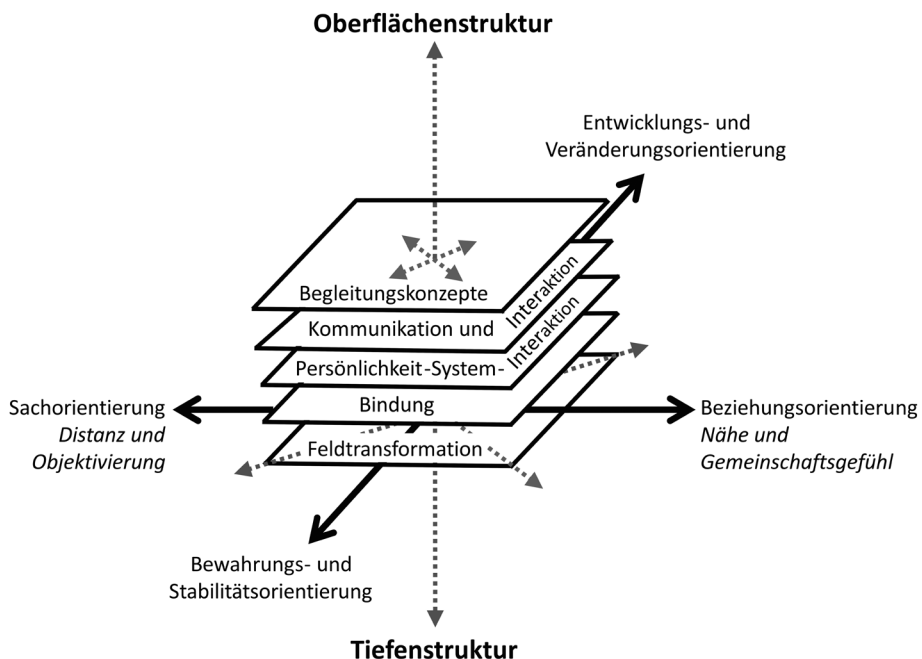 Oberflächenstruktur
Entwicklungs- und
Veränderungsorientierung
Begleitungskonzepte
Kommunikation und
Interaktion
Persönlichkeit-System-
Interaktion
Bindung
Feldtransformation
Sachorientierung
Distanz und
Objektivierung
Beziehungsorientierung
Nähe und
Gemeinschaftsgefühl
Bewahrungs- und
Stabilitätsorientierung
Tiefenstruktur